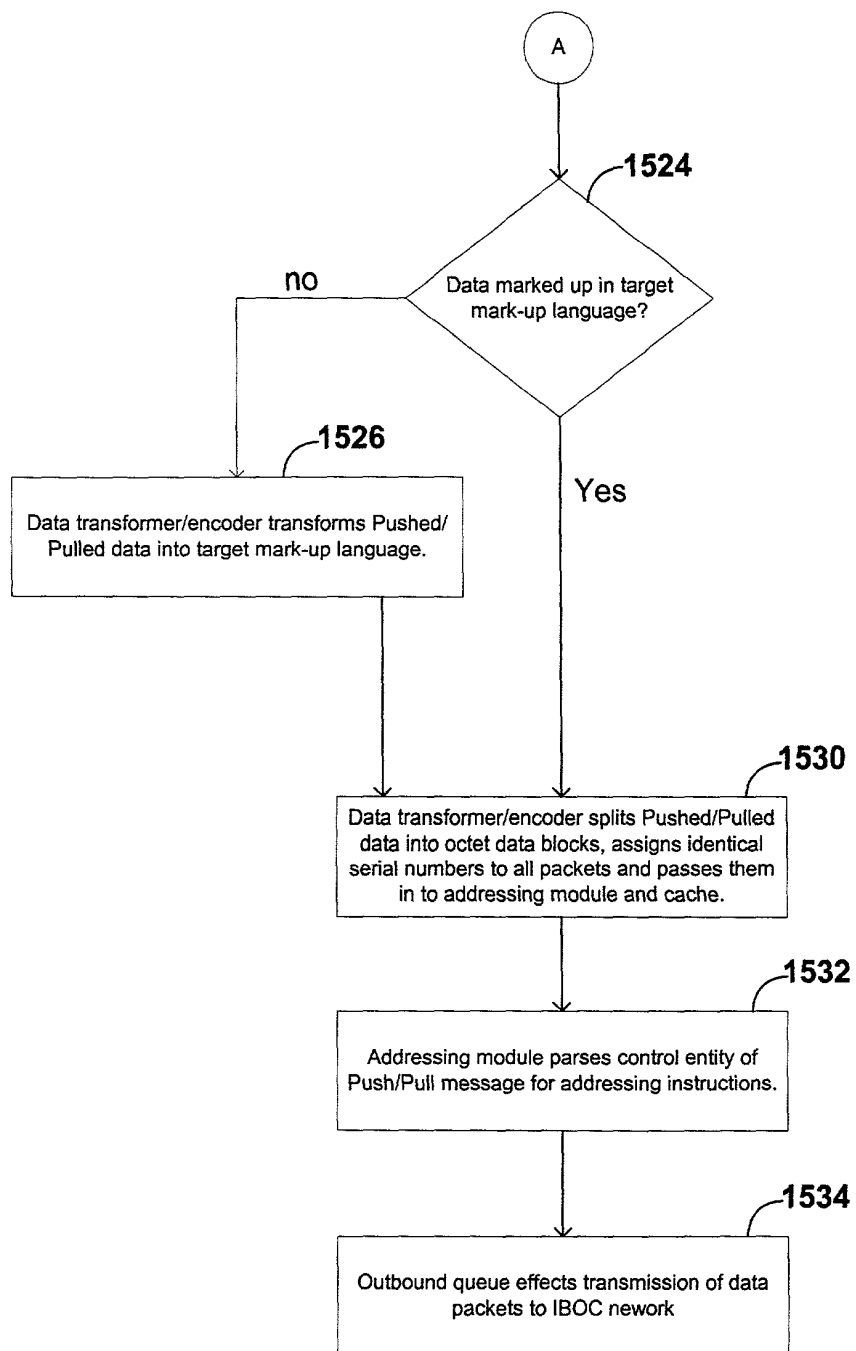 A
1524
Data marked up in target
mark-up language?
no
1526
Yes
Data transformer/encoder transforms Pushed/
Pulled data into target mark-up language.
1530
Data transformer/encoder splits Pushed/Pulled
data into octet data blocks, assigns identical
serial numbers to all packets and passes them
in to addressing module and cache.
1532
Addressing module parses control entity of
Push/Pull message for addressing instructions.
1534
Outbound queue effects transmission of data
packets to IBOC nework